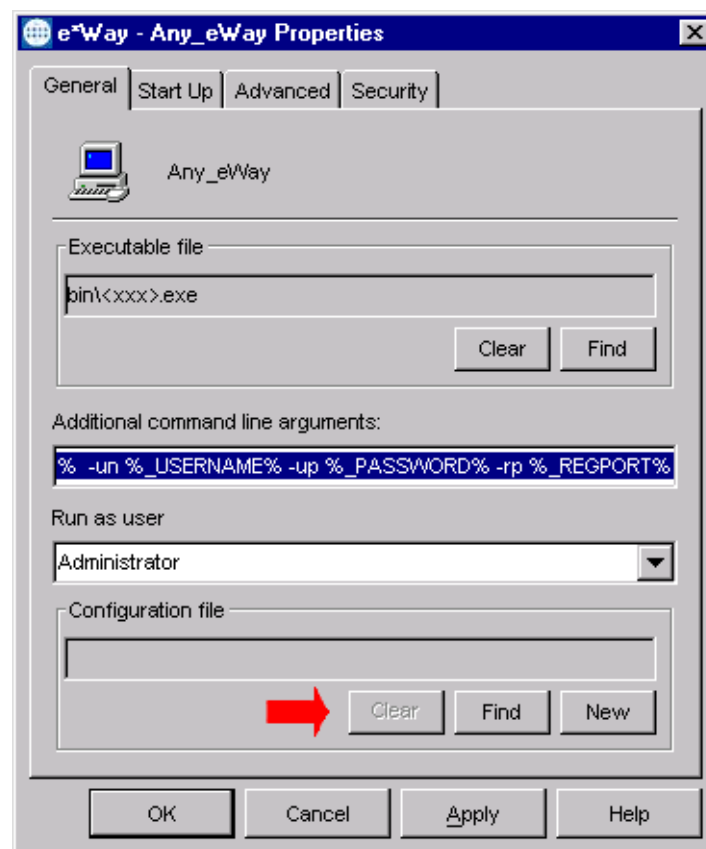 e*Way - Any_eWay Properties
General Start Up Advanced Security
Any_eWay
Executable file
bin\<xxx>.exe
Clear Find
Additional command line arguments:
% -un %_USERNAME% -up %_PASSWORD% -rp %_REGPORT%
Run as user
Administrator
Configuration file
Clear Find New
OK Cancel Apply Help